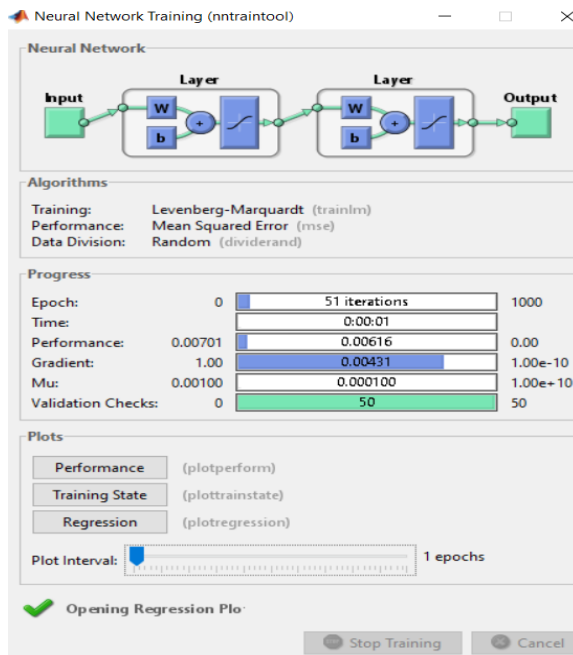 Neural Network Training (nntraintool)
Neural Network
Layer Layer
Input Output
W W
+ +
b b
Algorithms
Training: Levenberg-Marquardt (trainlm)
Performance: Mean Squared Error (mse)
Data Division: Random (dividerand)
Progress
Epoch: 0 51 iterations 1000
Time: 0:00:01
Performance: 0.00701 0.00616 0.00
Gradient: 1.00 0.00431 1.00e-10
Mu: 0.00100 0.000100 1.00e+10
Validation Checks: 0 50 50
Plots
Performance (plotperform)
Training State (plottrainstate)
Regression (plotregression)
Plot Interval: 1 epochs
Opening Regression Plo
Stop Training Cancel